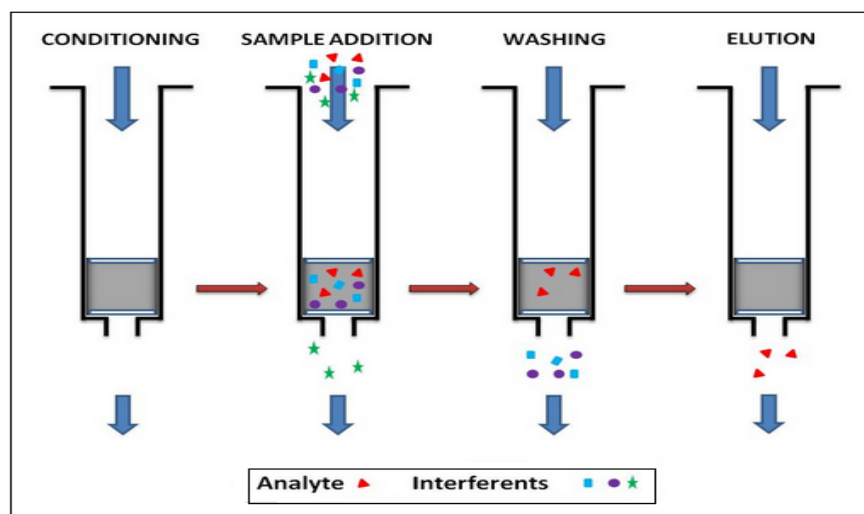 CONDITIONING SAMPLE ADDITION WASHING ELUTION
Analyte Interferents